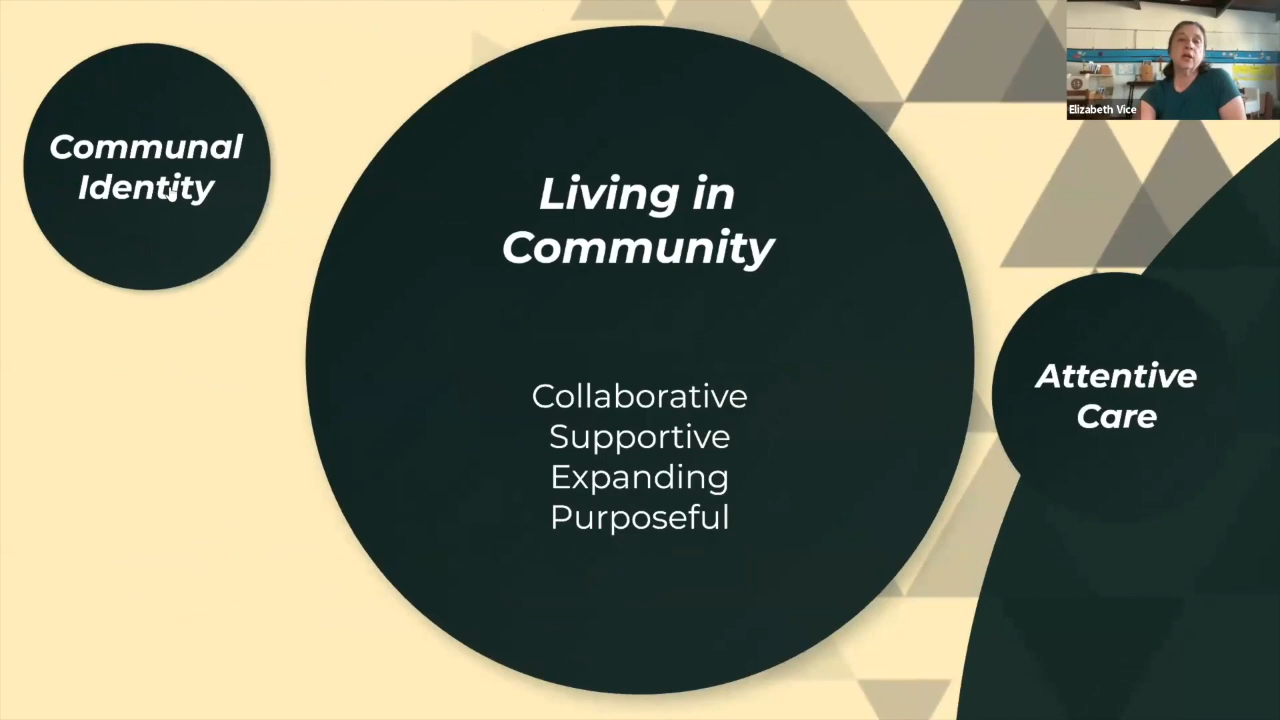 Communal
Identity
Living in
Community
Collaborative
Supportive
Expanding
Purposeful
Attentive
Care
Elizabeth Vice